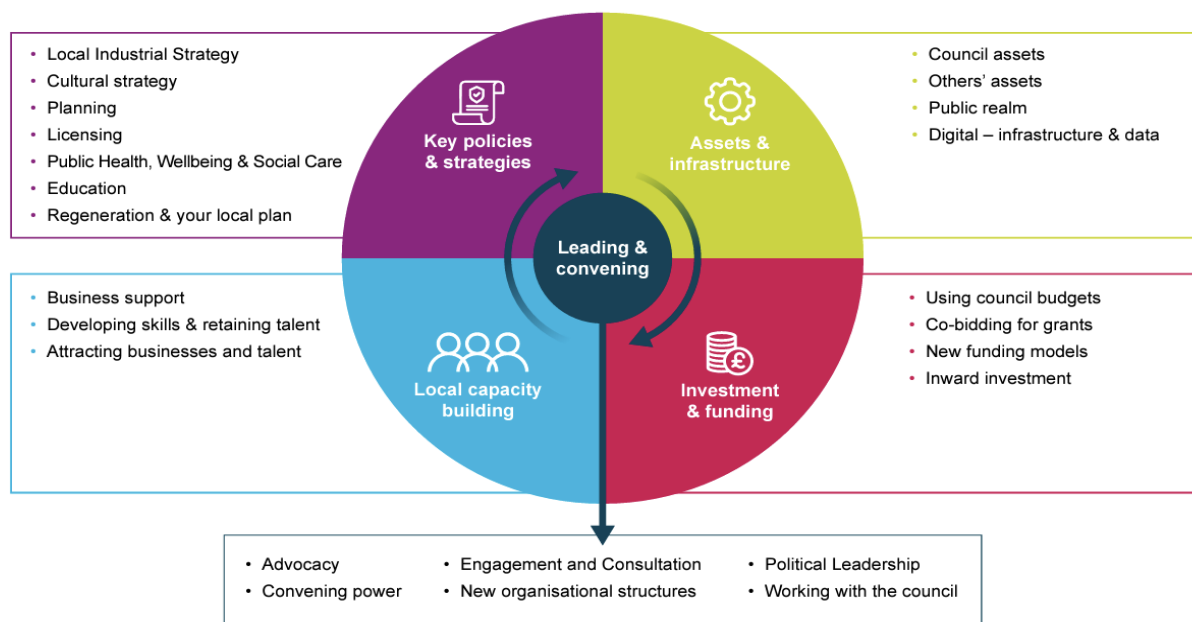 • Local Industrial Strategy
• Cultural strategy
• Planning
• Licensing
• Public Health, Wellbeing & Social Care
• Education
• Regeneration & your local plan
Key policies
& strategies
Assets &
infrastructure
• Council assets
• Others’ assets
• Public realm
• Digital – infrastructure & data
Leading &
convening
• Business support
• Developing skills & retaining talent
• Attracting businesses and talent
Local capacity
building
£
Investment
& funding
• Using council budgets
• Co-bidding for grants
• New funding models
• Inward investment
• Advocacy
• Convening power
• Engagement and Consultation
• New organisational structures
• Political Leadership
• Working with the council